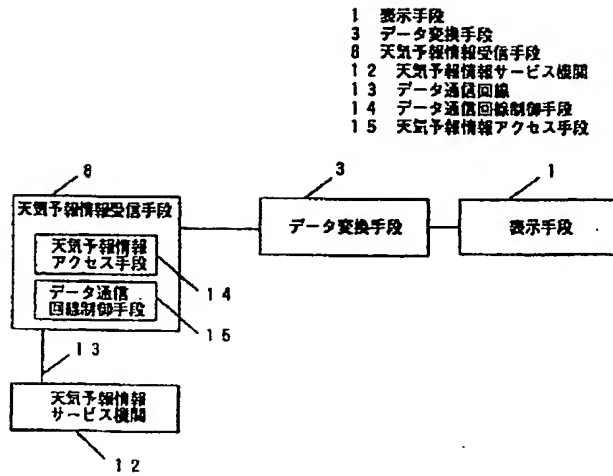 1 表示手段
3 データ変換手段
8 天気予報情報受信手段
12 天気予報情報サービス機関
13 データ通信回線
14 データ通信回線制御手段
15 天気予報情報アクセス手段
8
天気予報情報受信手段
天気予報情報
アクセス手段
14
データ通信
回線制御手段
15
3
データ変換手段
1
表示手段
13
天気予報情報
サービス機関
12